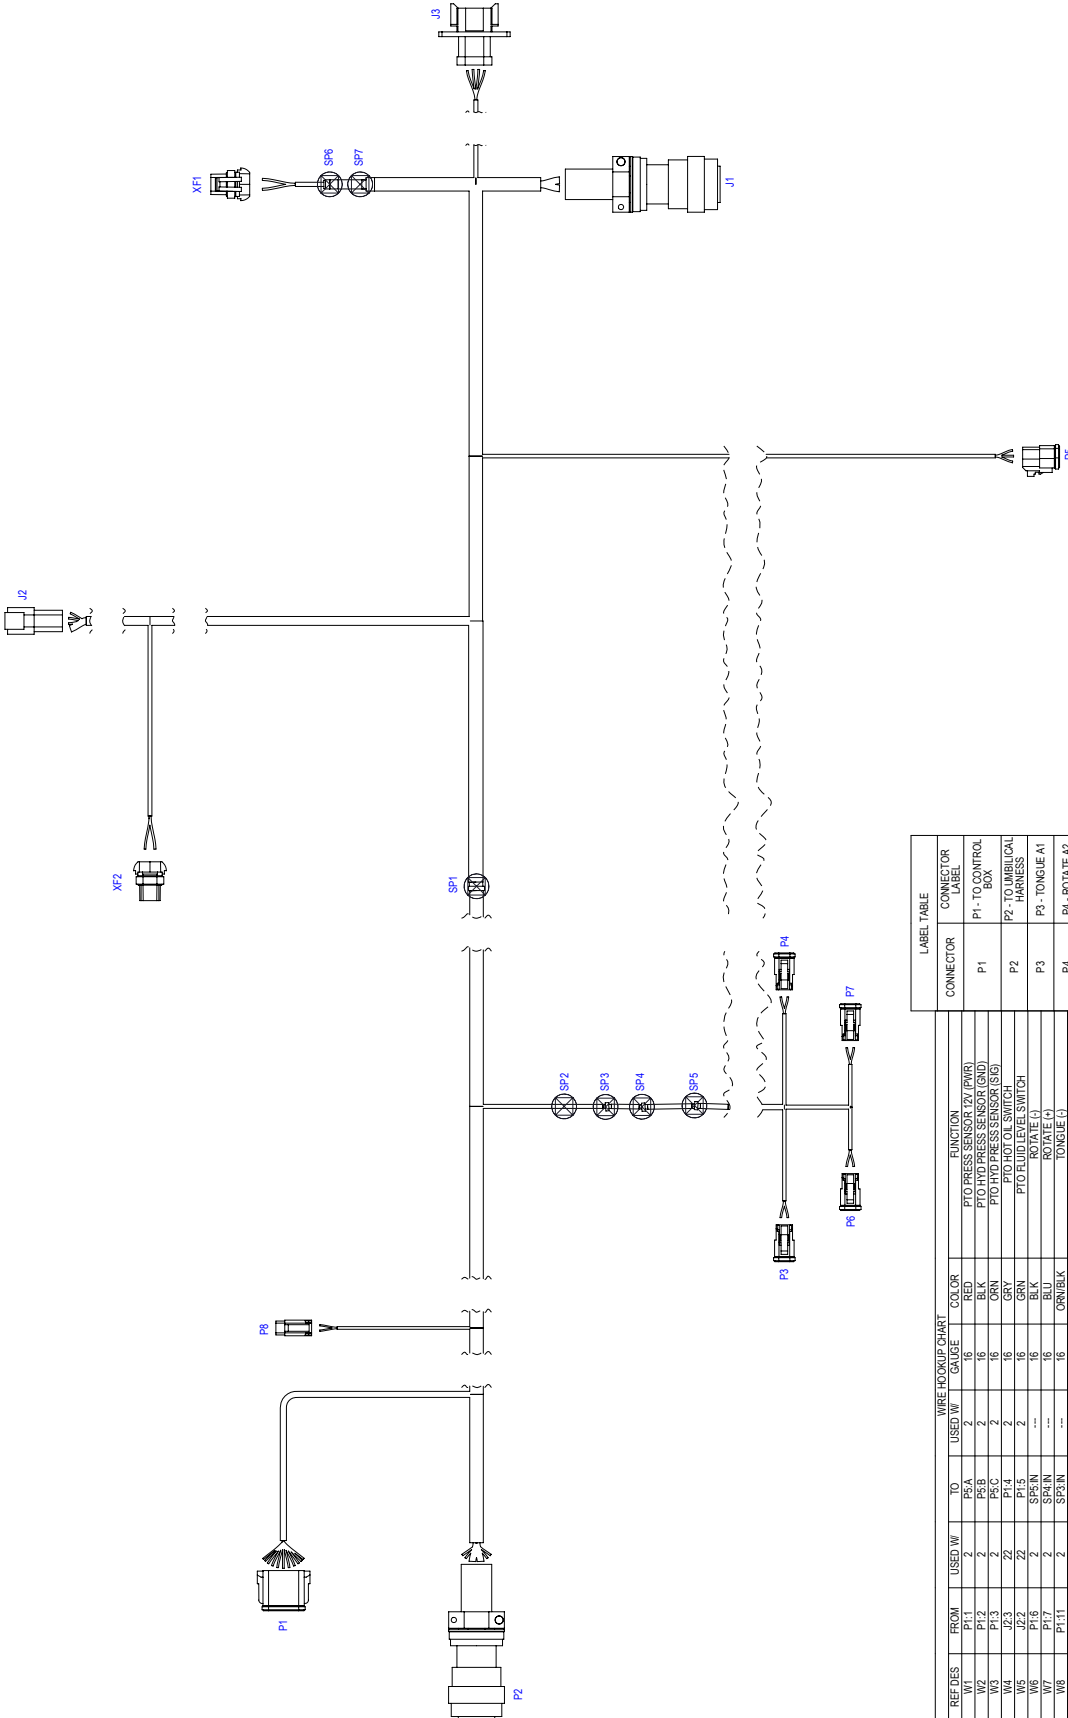 J3
XF1
SP6
SP7
J1
J2
XF2
SP1
P5
SP2
SP3
SP4
SP5
P4
P7
P3
P6
P8
P1
P2
LABEL TABLE
CONNECTOR CONNECTOR LABEL
P1 P1 - TO CONTROL BOX
P2 P2 - TO UMBILICAL HARNESS
P3 P3 - TONGUE A1
P4 P4 - ROTATE A2
WIRE HOOKUP CHART
REF DES FROM USED W/ TO USED W/ GAUGE COLOR FUNCTION
W1 P1:1 2 P5:A 2 16 RED PTO PRESS SENSOR 12V (PWR)
W2 P1:2 2 P5:B 2 16 BLK PTO HYD PRESS SENSOR (GND)
W3 P1:3 2 P5:C 2 16 ORN PTO HYD PRESS SENSOR (SIG)
W4 J2:3 22 P1:4 2 16 GRY PTO HOT OIL SWITCH
W5 J2:2 22 P1:5 2 16 GRN PTO FLUID LEVEL SWITCH
W6 P1:6 2 SP5:IN --- 16 BLK ROTATE (-)
W7 P1:7 2 SP4:IN --- 16 BLU ROTATE (+)
W8 P1:11 2 SP3:IN --- 16 ORN/BLK TONGUE (-)